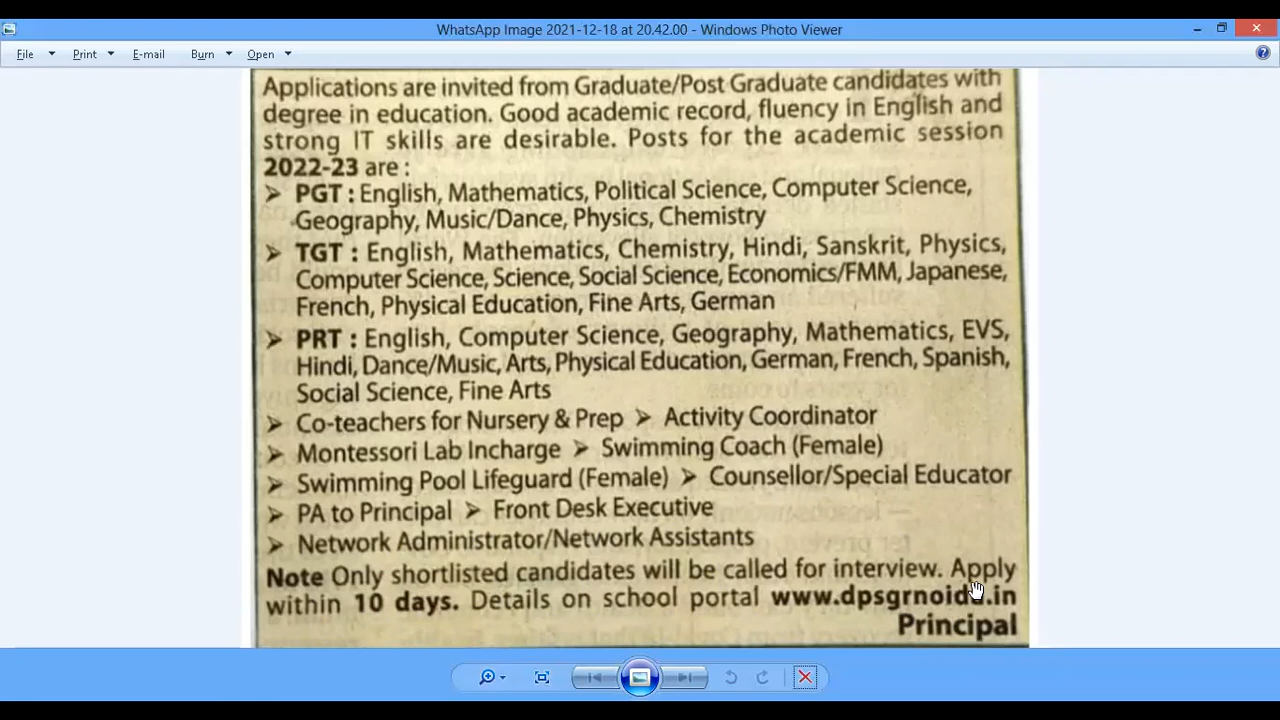 WhatsApp Image 2021-12-18 at 20.42.00 - Windows Photo Viewer
File Print E-mail Burn Open
Applications are invited from Graduate/Post Graduate candidates with
degree in education. Good academic record, fluency in English and
strong IT skills are desirable. Posts for the academic session
2022-23 are :
➤ PGT : English, Mathematics, Political Science, Computer Science,
Geography, Music/Dance, Physics, Chemistry
➤ TGT : English, Mathematics, Chemistry, Hindi, Sanskrit, Physics,
Computer Science, Science, Social Science, Economics/FMM, Japanese,
French, Physical Education, Fine Arts, German
➤ PRT : English, Computer Science, Geography, Mathematics, EVS,
Hindi, Dance/Music, Arts, Physical Education, German, French, Spanish,
Social Science, Fine Arts
➤ Co-teachers for Nursery & Prep ➤ Activity Coordinator
➤ Montessori Lab Incharge ➤ Swimming Coach (Female)
➤ Swimming Pool Lifeguard (Female) ➤ Counsellor/Special Educator
➤ PA to Principal ➤ Front Desk Executive
➤ Network Administrator/Network Assistants
Note Only shortlisted candidates will be called for interview. Apply
within 10 days. Details on school portal www.dpsgrnoida.in
Principal